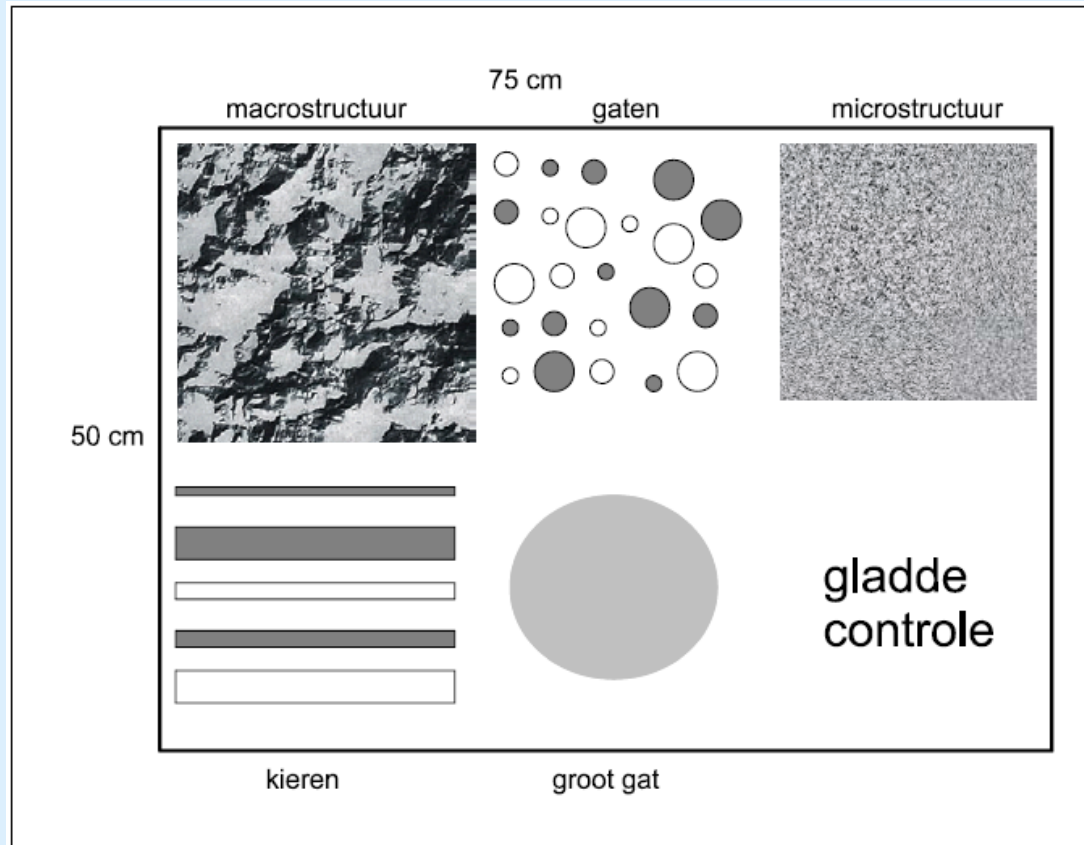 75 cm
macrostructuur gaten microstructuur
50 cm
gladde
controle
kieren groot gat